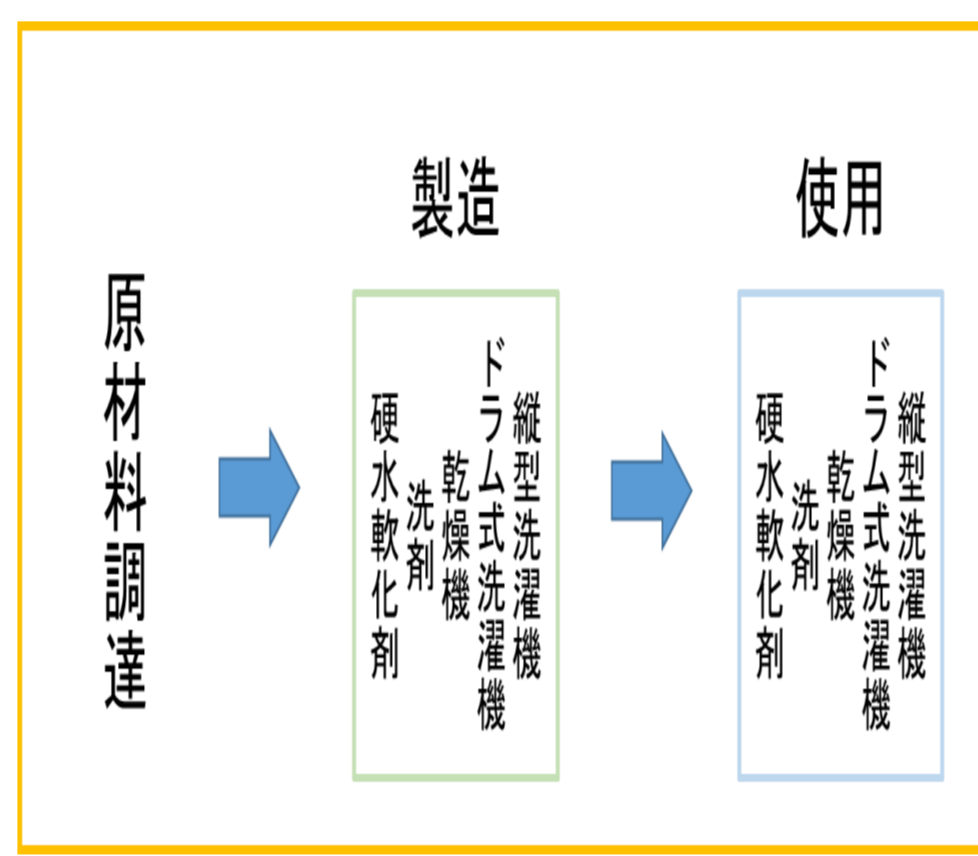 原材料調達
製造
縦型洗濯機
ドラム式洗濯機
乾燥機
洗剤
硬水軟化剤
使用
縦型洗濯機
ドラム式洗濯機
乾燥機
洗剤
硬水軟化剤